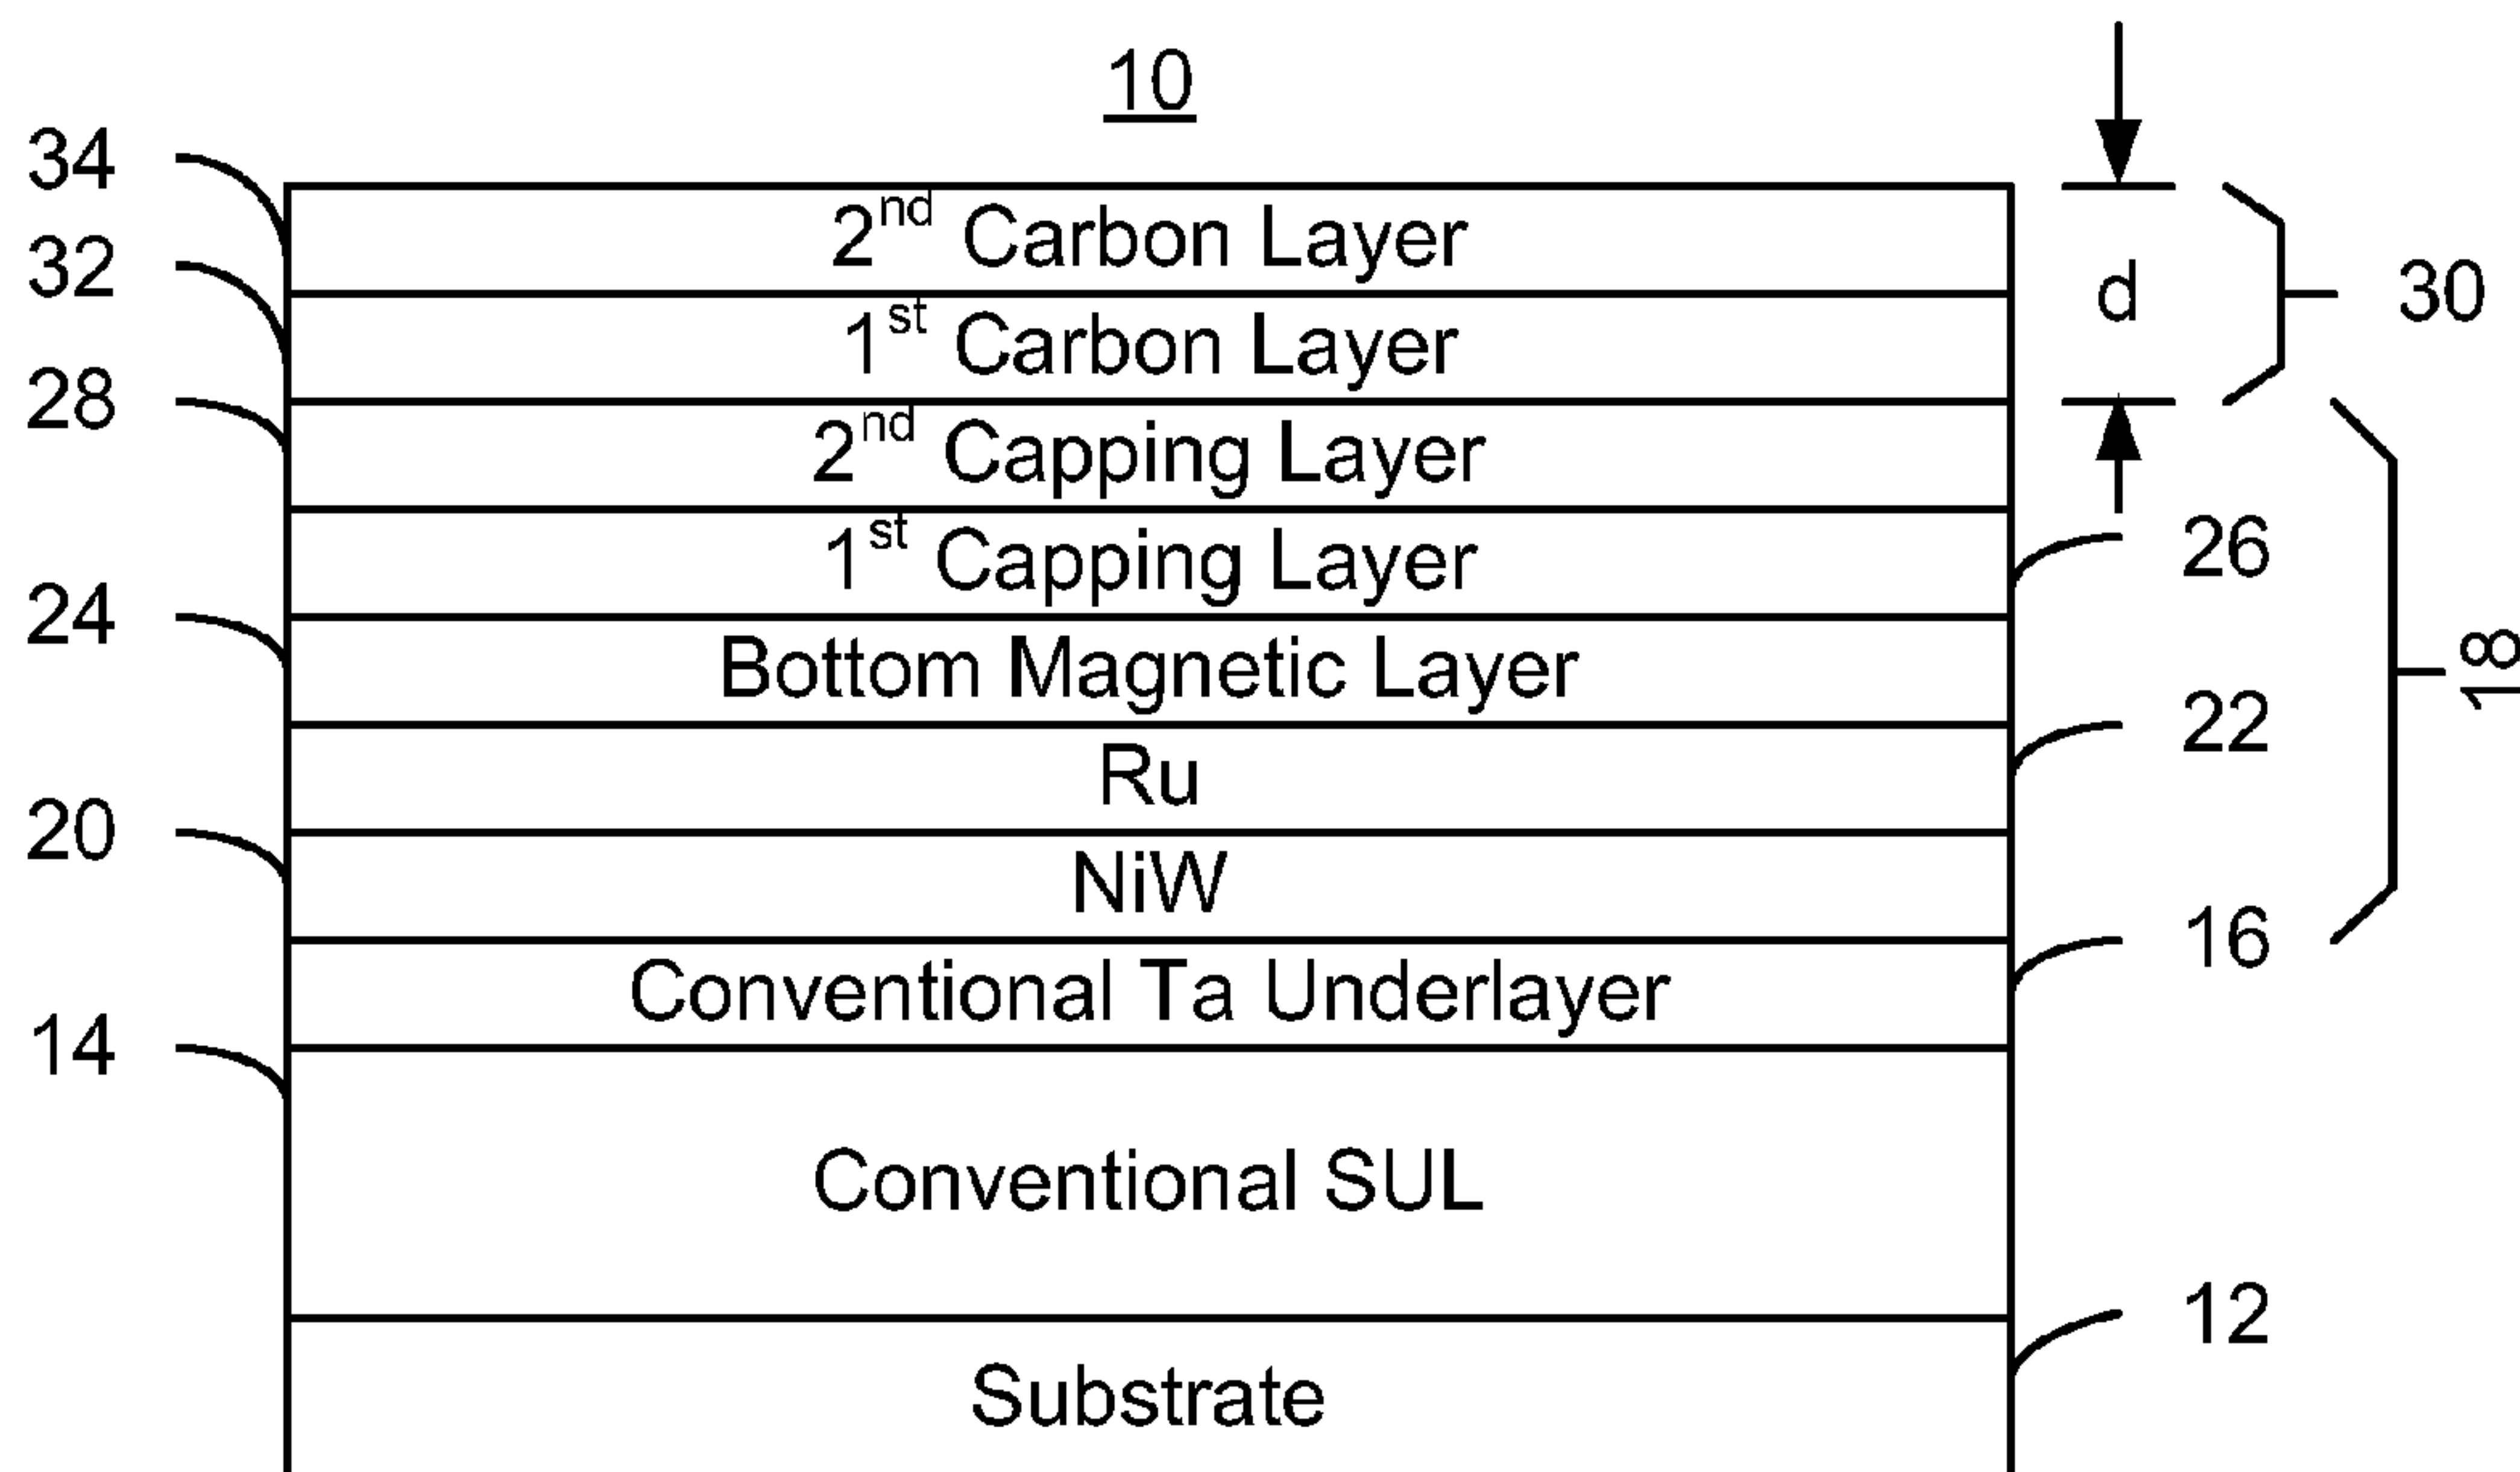 10
34
2nd Carbon Layer
32
1st Carbon Layer
d
30
28
2nd Capping Layer
1st Capping Layer
26
24
Bottom Magnetic Layer
18
22
Ru
20
NiW
16
Conventional Ta Underlayer
14
Conventional SUL
12
Substrate